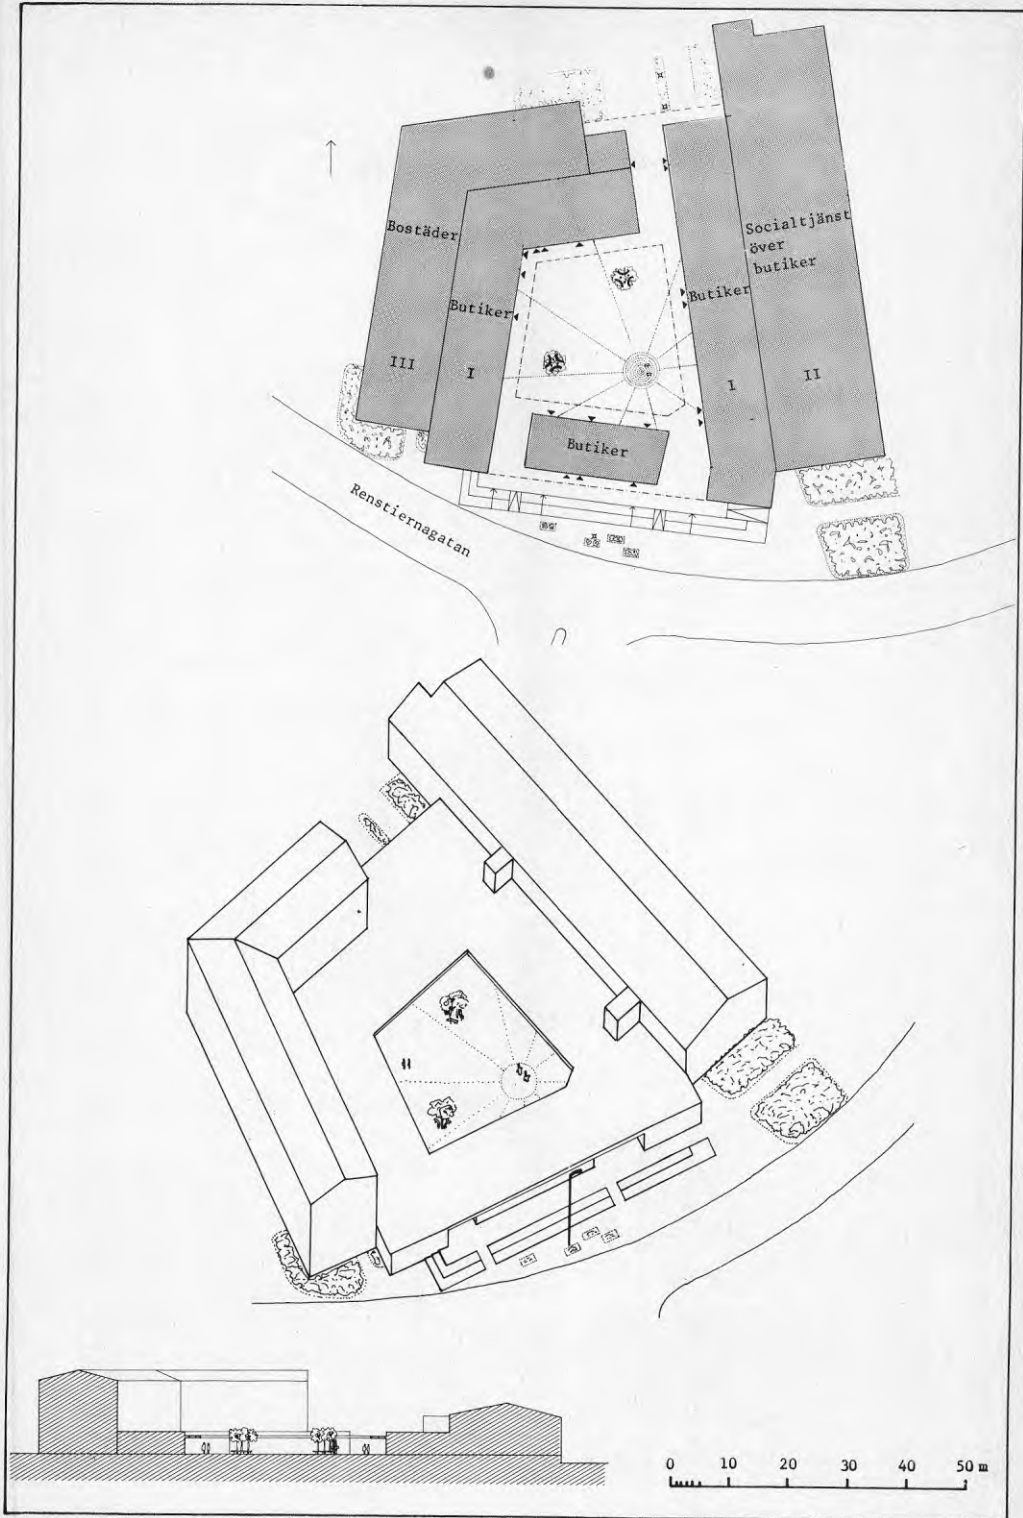 Bostäder
Socialtjänst
över
butiker
Butiker
Butiker
III
I
I
II
Butiker
Renstiernagatan
0 10 20 30 40 50 m